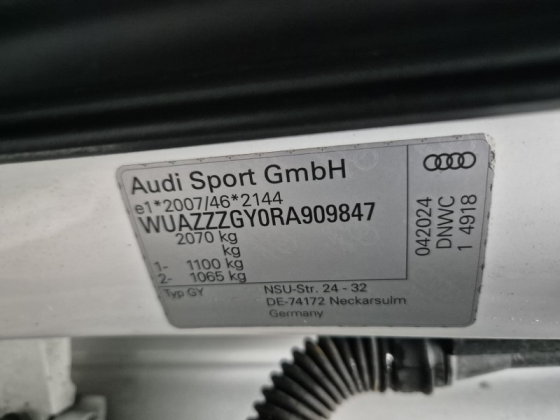 Audi Sport GmbH
e1*2007/46*2144
WUAZZZGY0RA909847
2070 kg
kg
1- 1100 kg
2- 1065 kg
Typ GY
NSU-Str. 24 - 32
DE-74172 Neckarsulm
Germany
042024
DNWC
1 4918